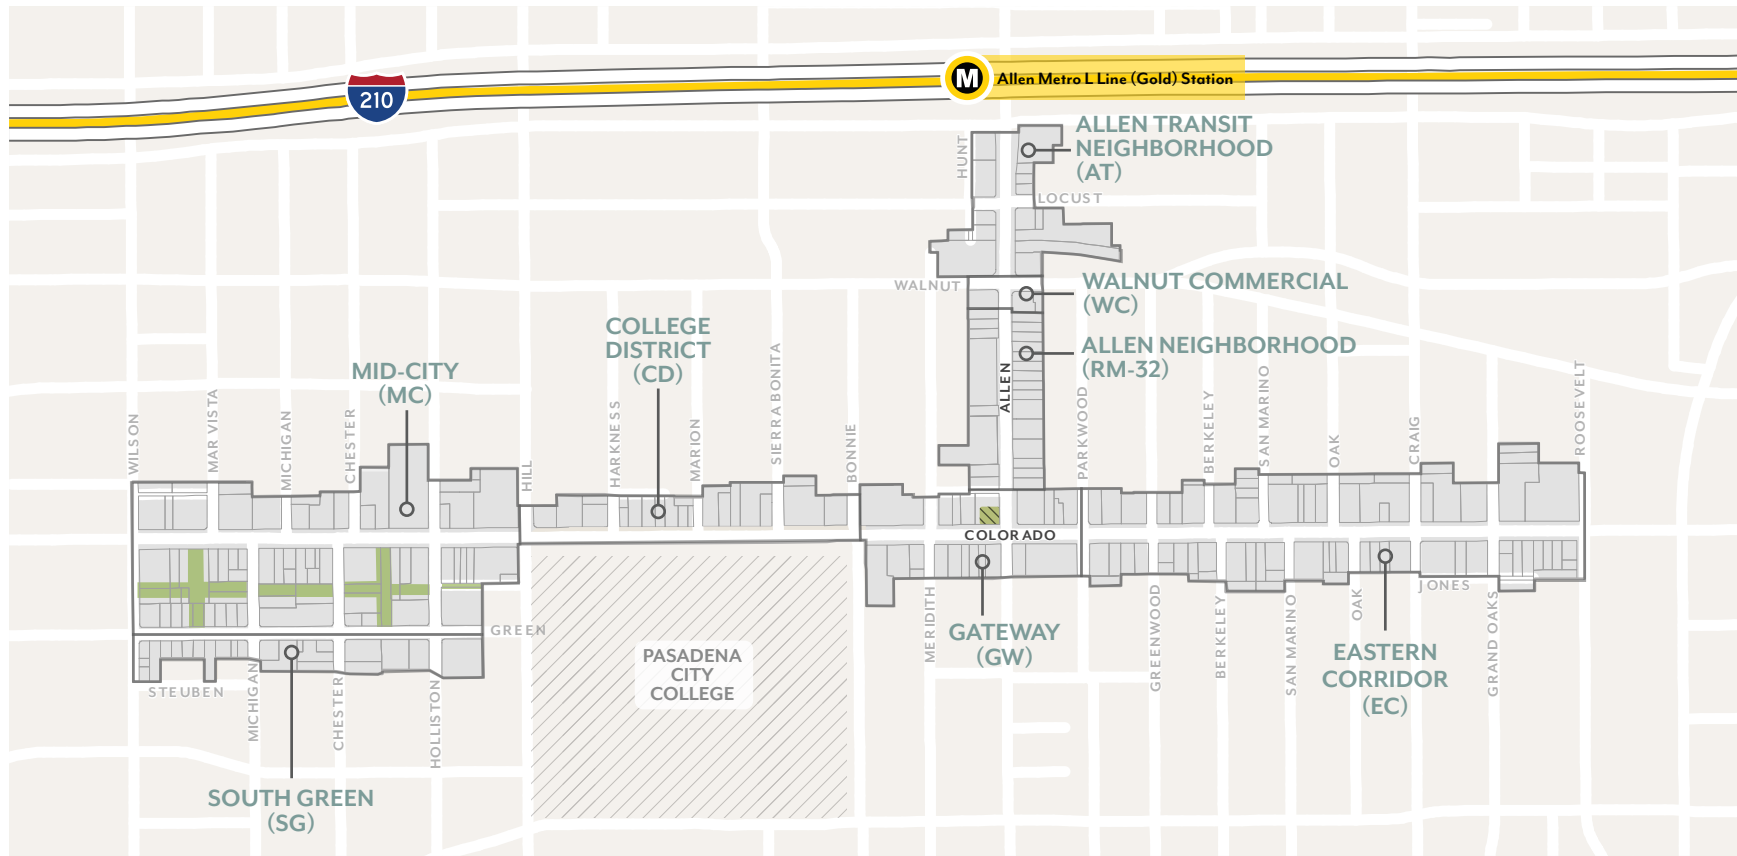 210
M
Allen Metro L Line (Gold) Station
ALLEN TRANSIT
NEIGHBORHOOD
(AT)
HUNT
LOCUST
WALNUT
WALNUT COMMERCIAL
(WC)
COLLEGE
DISTRICT
(CD)
ALLEN NEIGHBORHOOD
(RM-32)
MID-CITY
(MC)
ALLEN
WILSON
MAR VISTA
MICHIGAN
CHESTER
HILL
HARKNESS
MARION
SIERRA BONITA
BONNIE
PARKWOOD
BERKELEY
SAN MARINO
OAK
CRAIG
ROOSEVELT
COLORADO
GREEN
MERIDITH
GREENWOOD
BERKELEY
SAN MARINO
OAK
JONES
GRAND OAKS
GATEWAY
(GW)
PASADENA
CITY
COLLEGE
EASTERN
CORRIDOR
(EC)
STEUBEN
MICHIGAN
CHESTER
HOLLISTON
SOUTH GREEN
(SG)